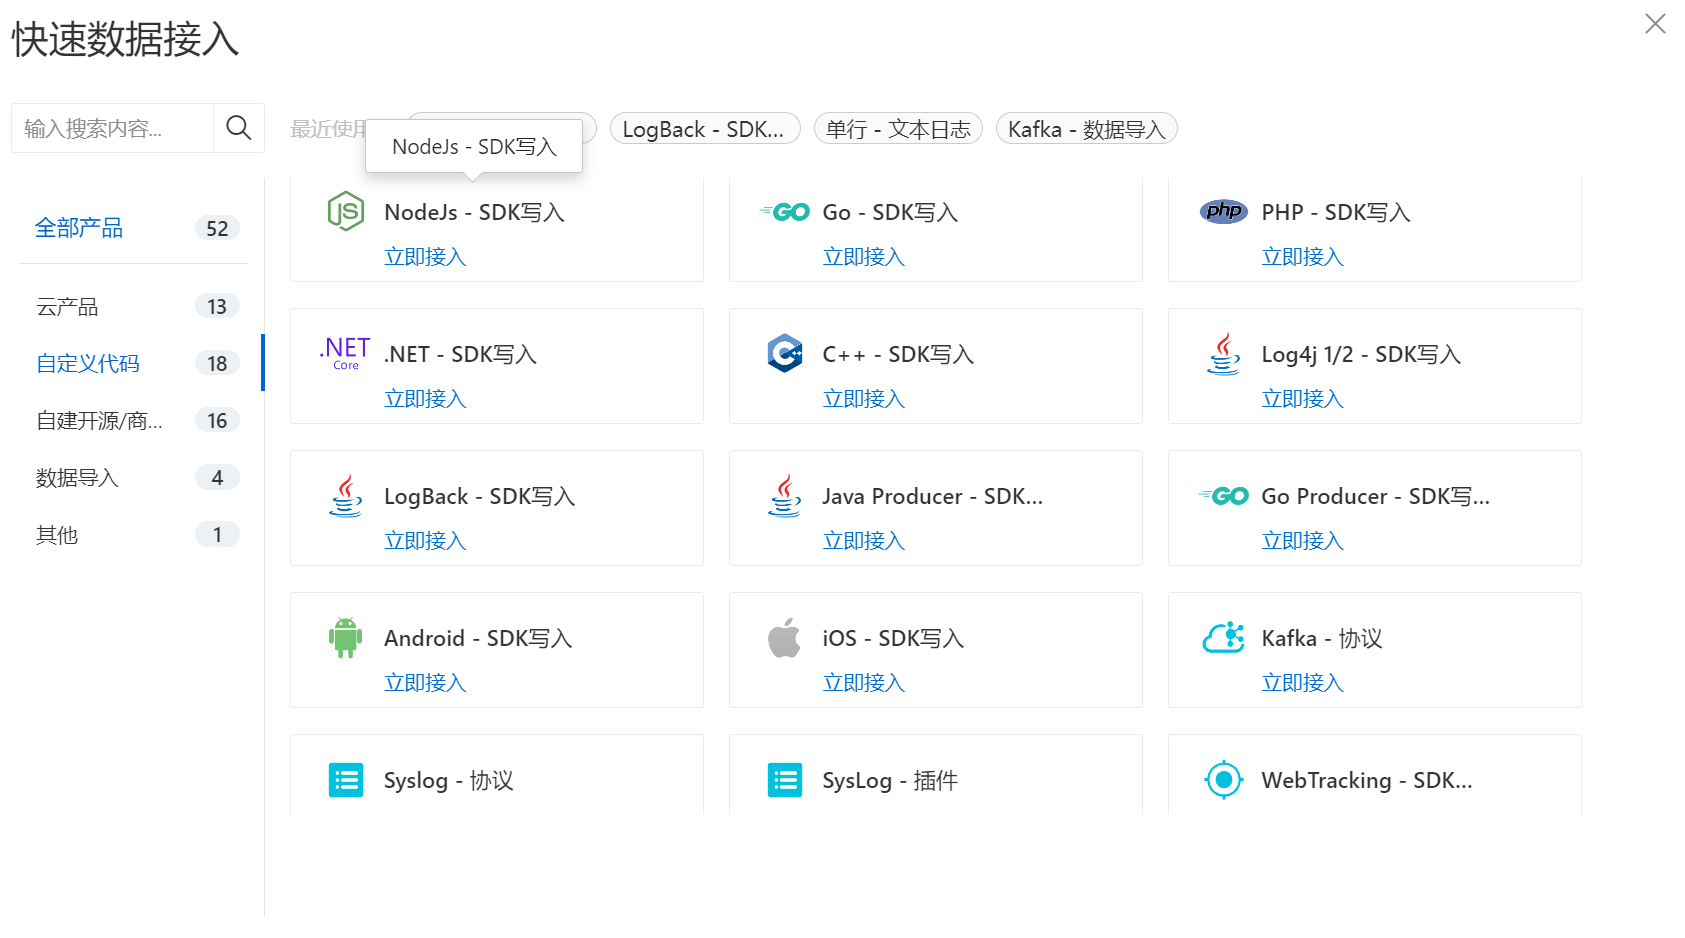 快速数据接入
输入搜索内容...
最近使用
NodeJs - SDK写入
LogBack - SDK...
单行 - 文本日志
Kafka - 数据导入
全部产品 52
云产品 13
自定义代码 18
自建开源/商... 16
数据导入 4
其他 1
JS NodeJs - SDK写入
立即接入
GO Go - SDK写入
立即接入
php PHP - SDK写入
立即接入
.NET Core .NET - SDK写入
立即接入
C++ C++ - SDK写入
立即接入
Log4j 1/2 - SDK写入
立即接入
LogBack - SDK写入
立即接入
Java Producer - SDK...
立即接入
GO Go Producer - SDK写...
立即接入
Android - SDK写入
立即接入
iOS - SDK写入
立即接入
Kafka - 协议
立即接入
Syslog - 协议
SysLog - 插件
WebTracking - SDK...